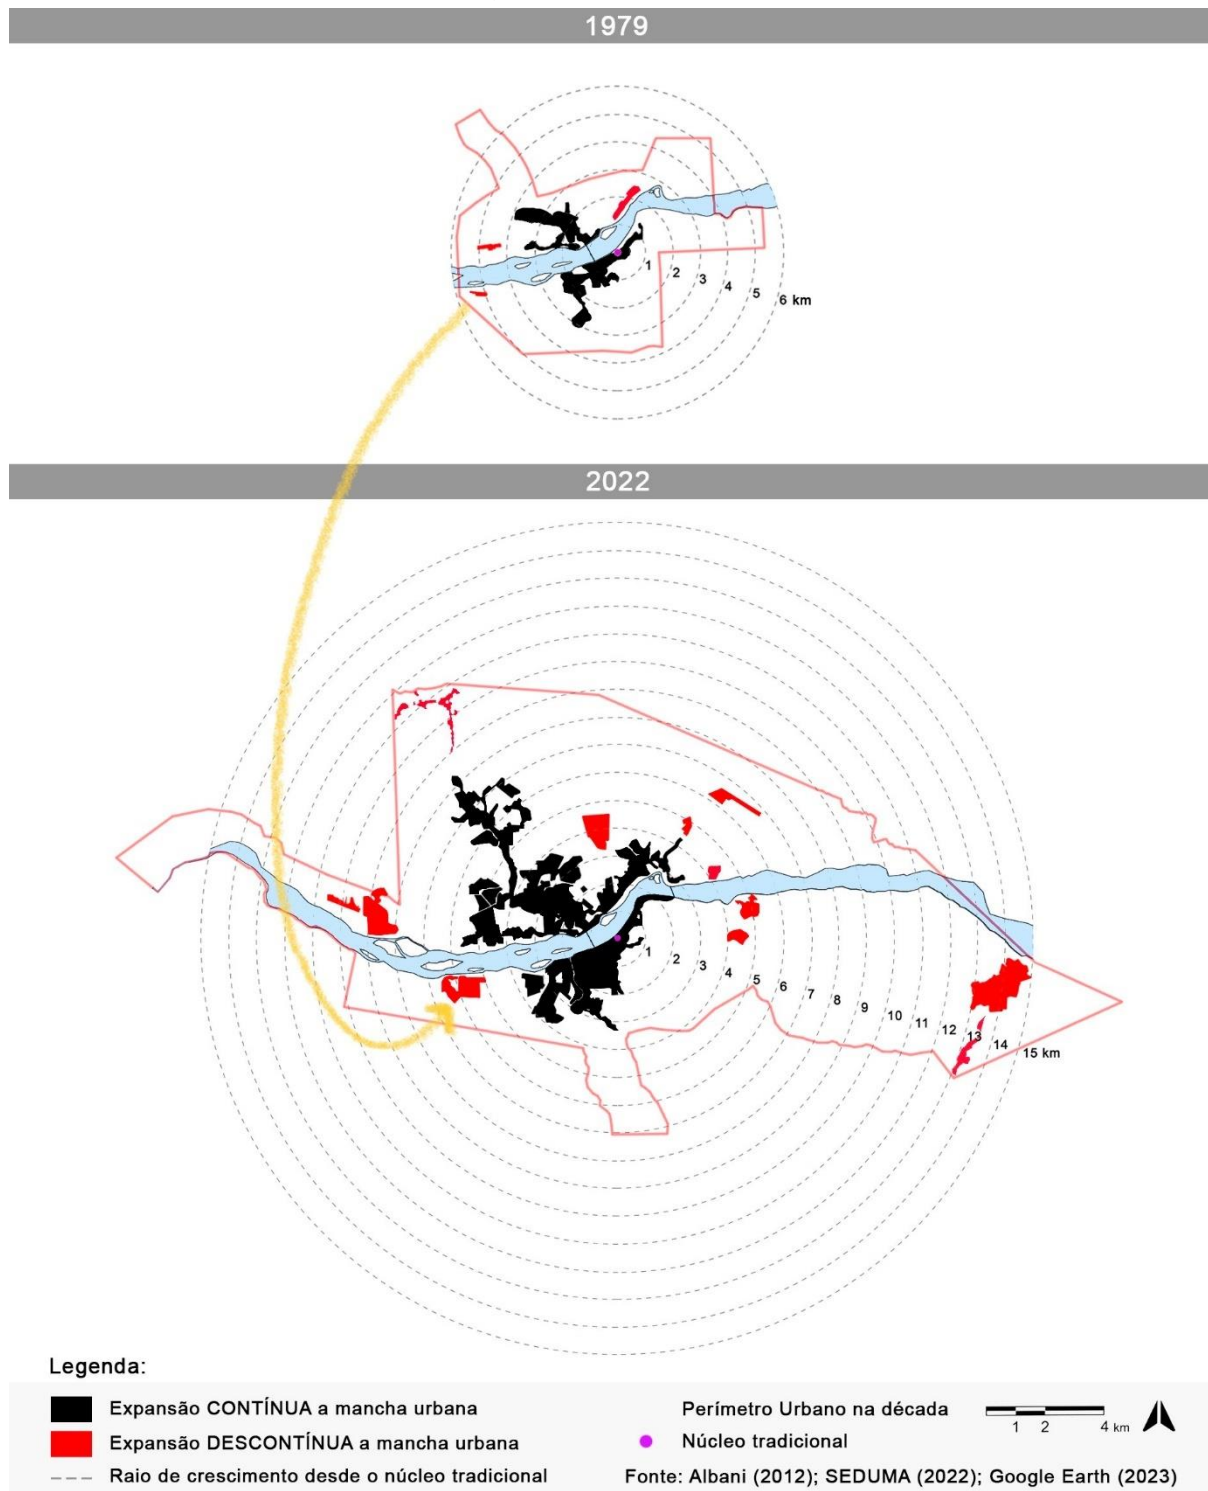 1979
1
2
3
4
5
6 km
2022
1
2
3
4
5
6
7
8
9
10
11
12
13
14
15 km
Legenda:
Expansão CONTÍNUA a mancha urbana
Expansão DESCONTÍNUA a mancha urbana
Raio de crescimento desde o núcleo tradicional
Perímetro Urbano na década
1 2 4 km
Núcleo tradicional
Fonte: Albani (2012); SEDUMA (2022); Google Earth (2023)